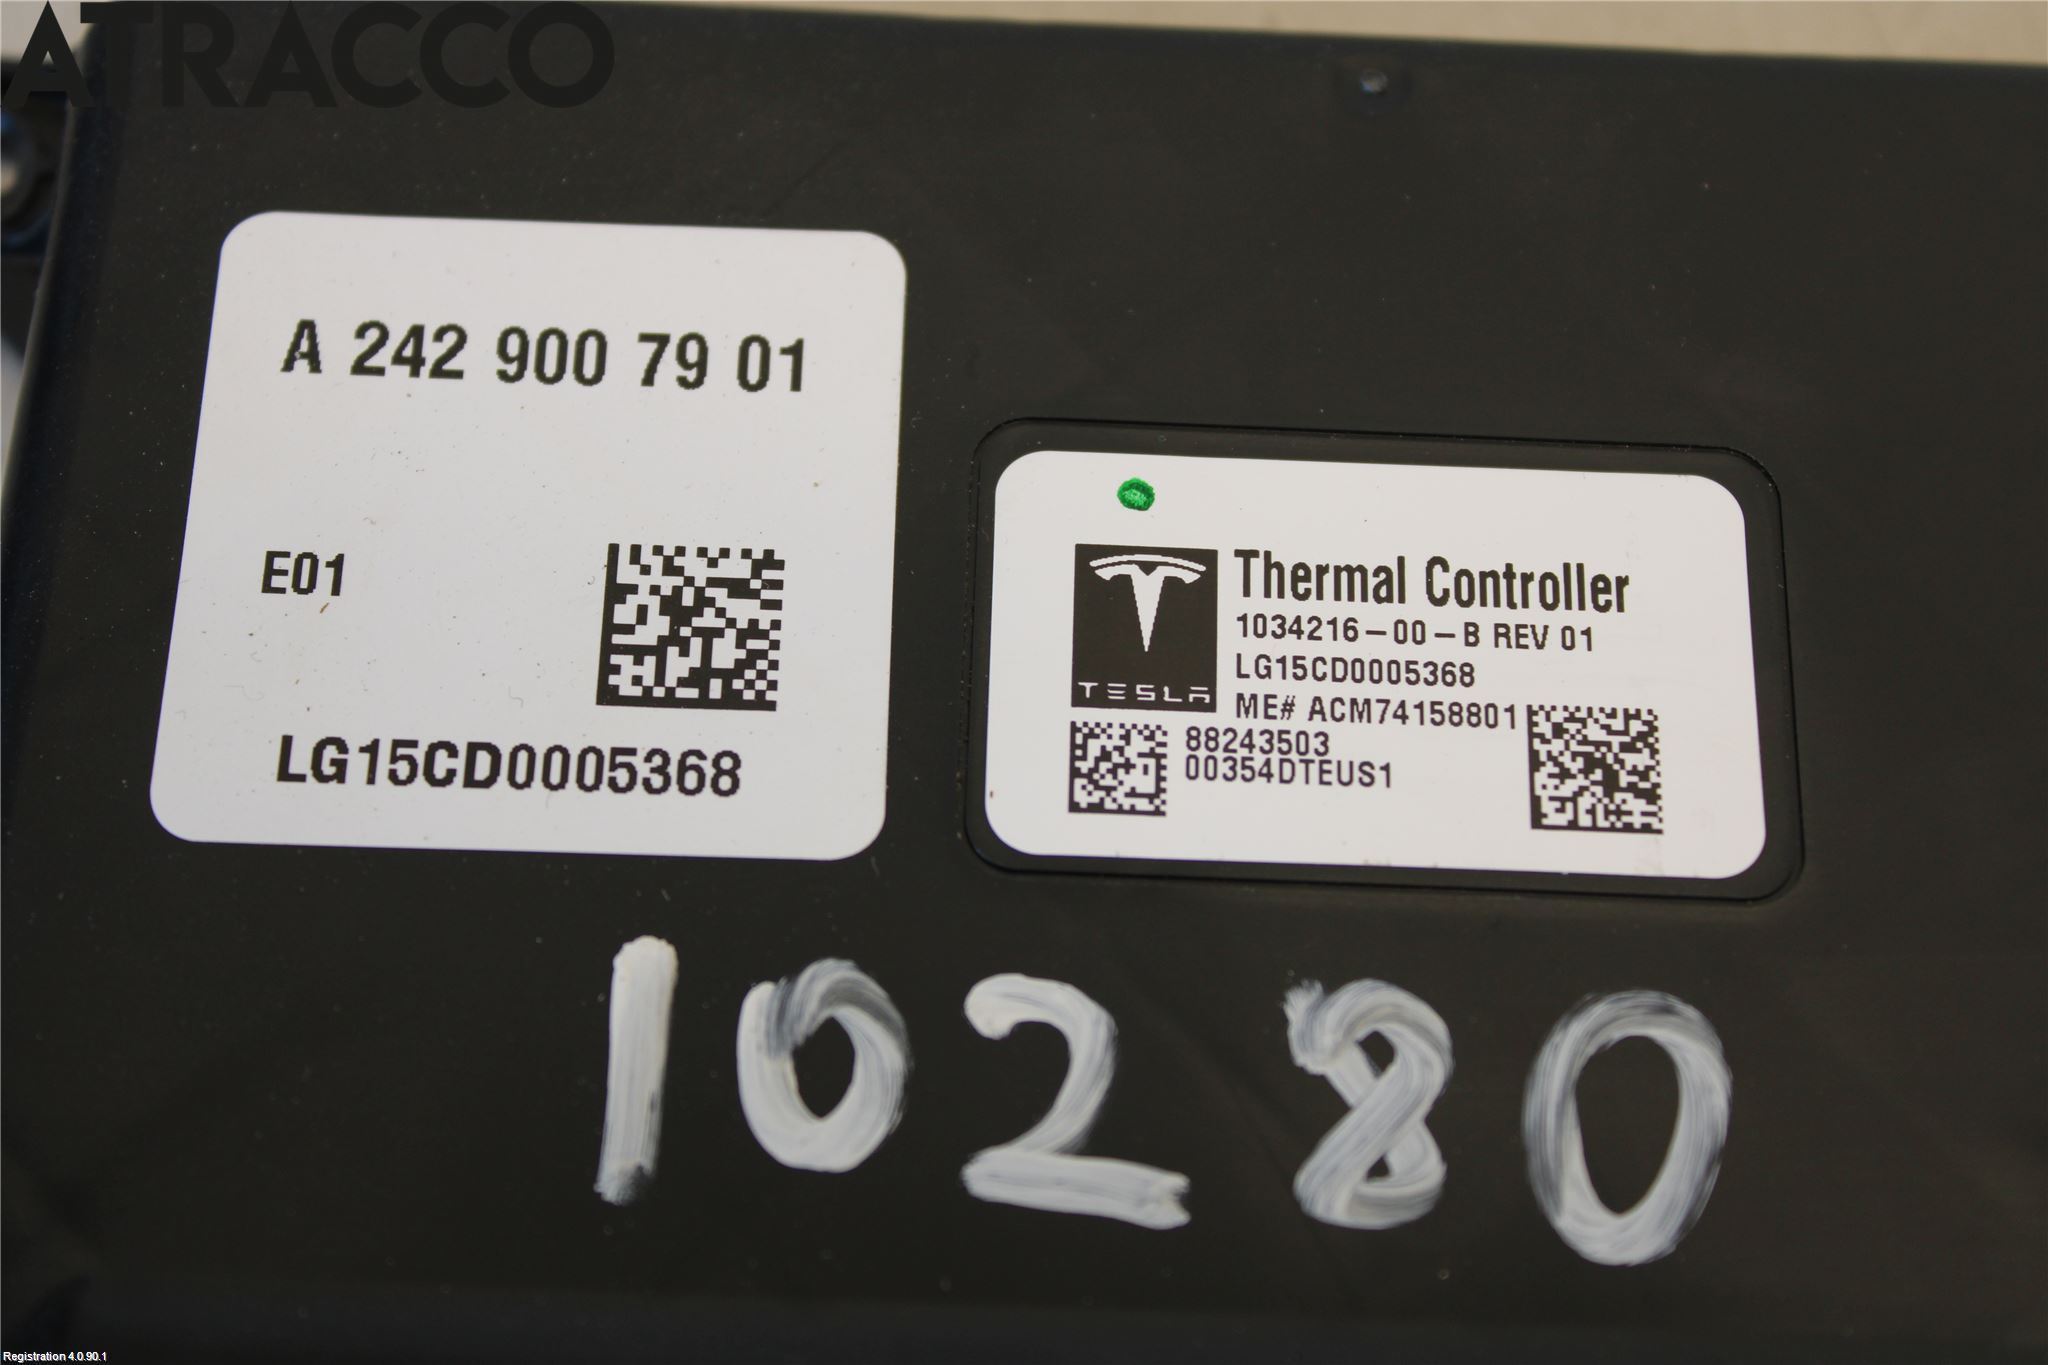 ATRACCO
A 242 900 79 01
E01
LG15CD0005368
Thermal Controller
1034216-00-B REV 01
LG15CD0005368
ME# ACM74158801
TESLA
88243503
00354DTEUS1
10280
Registration 4.0.90.1